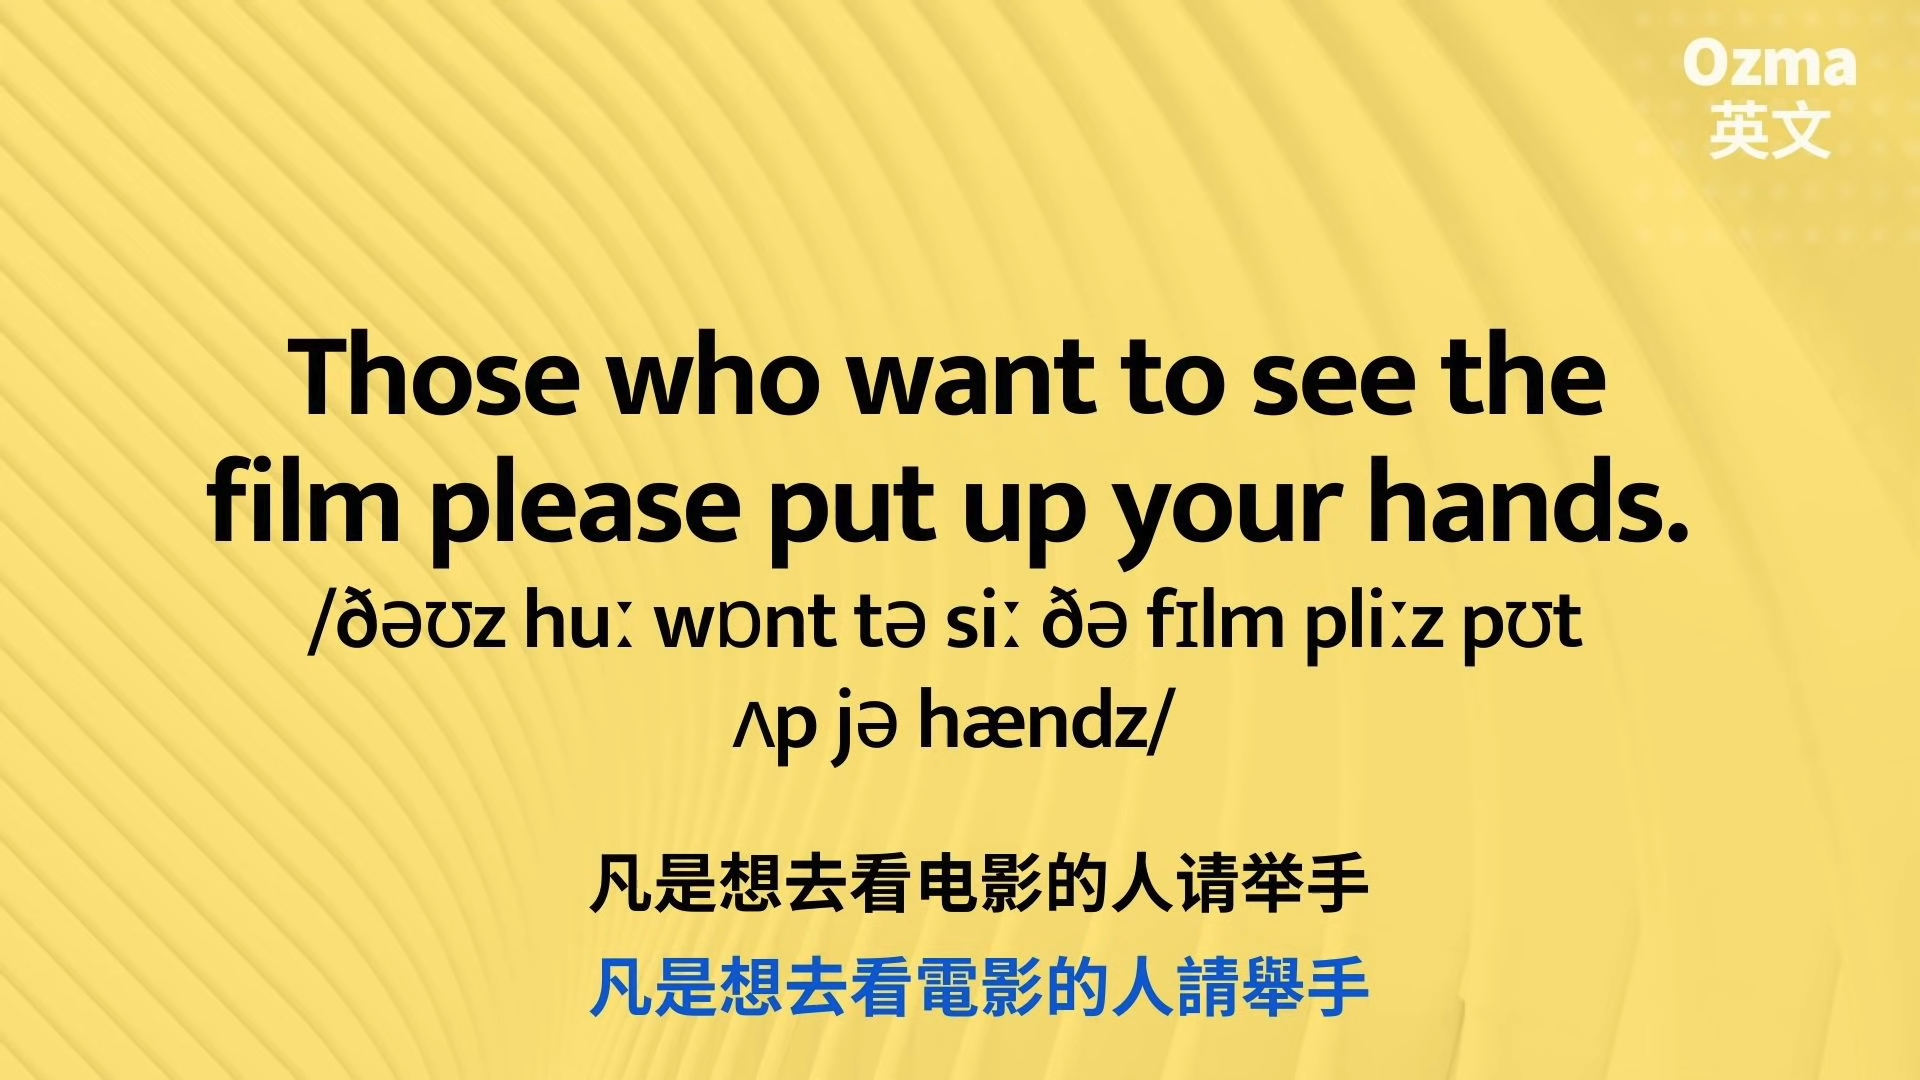 Ozma
英文
Those who want to see the
film please put up your hands.
/ðəʊz huː wɒnt tə siː ðə fɪlm pliːz pʊt
ʌp jə hændz/
凡是想去看电影的人请举手
凡是想去看電影的人請舉手